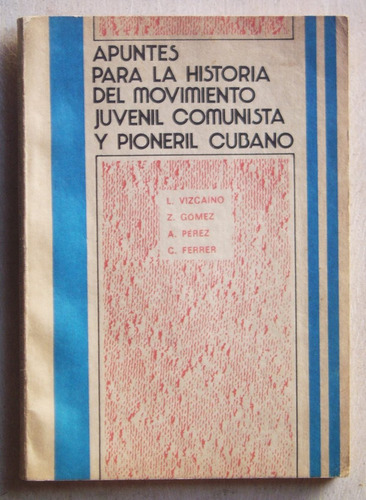 APUNTES
PARA LA HISTORIA
DEL MOVIMIENTO
JUVENIL COMUNISTA
Y PIONERIL CUBANO
L. VIZCAINO
Z. GOMEZ
A. PEREZ
C. FERRER